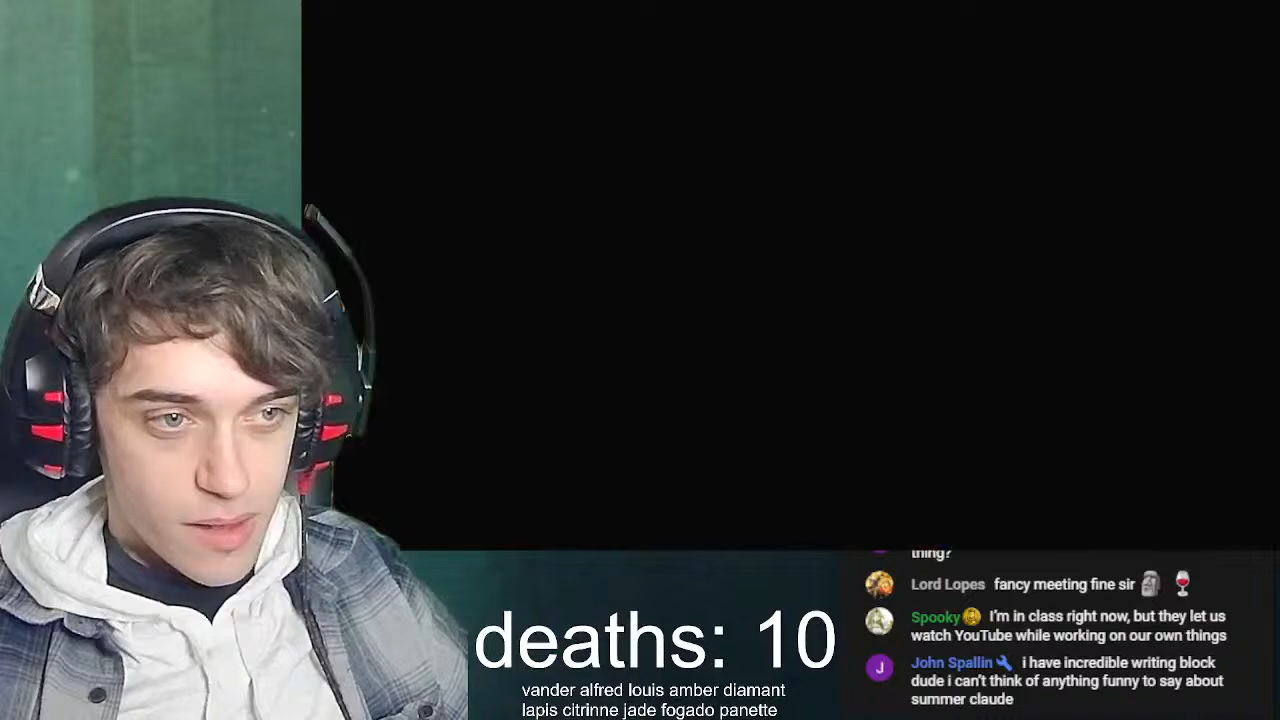 thing?
Lord Lopes fancy meeting fine sir 🗿 🍷
Spooky I'm in class right now, but they let us
watch YouTube while working on our own things
John Spallin i have incredible writing block
dude i can't think of anything funny to say about
summer claude
deaths: 10
vander alfred louis amber diamant
lapis citrinne jade fogado panette
J